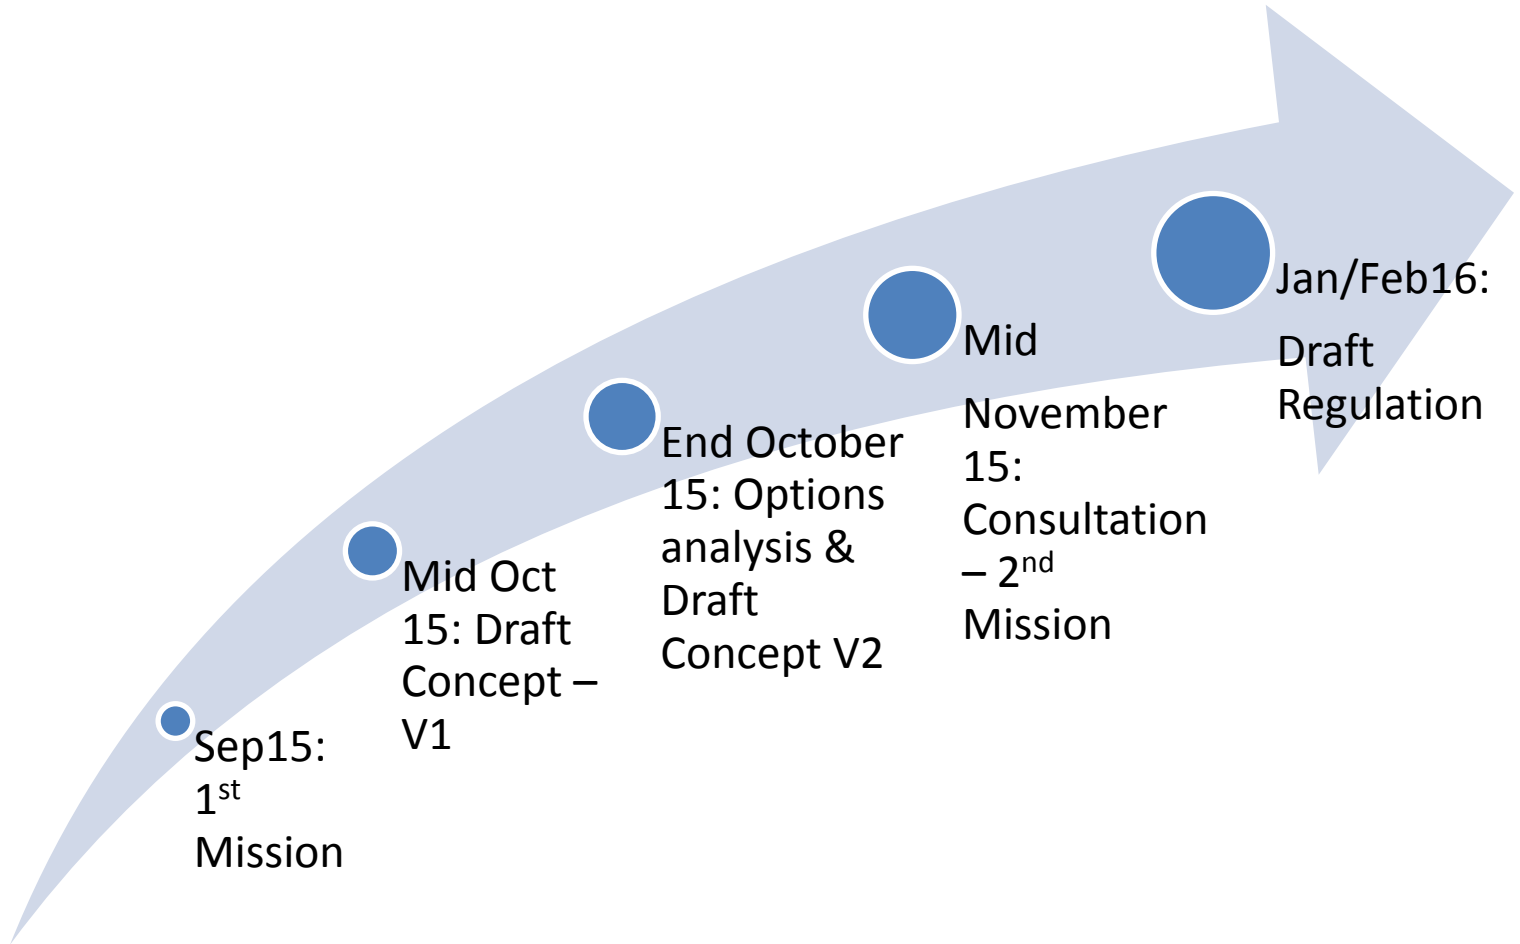 Sep15:
1st
Mission
Mid Oct
15: Draft
Concept –
V1
End October
15: Options
analysis &
Draft
Concept V2
Mid
November
15:
Consultation
– 2nd
Mission
Jan/Feb16:
Draft
Regulation